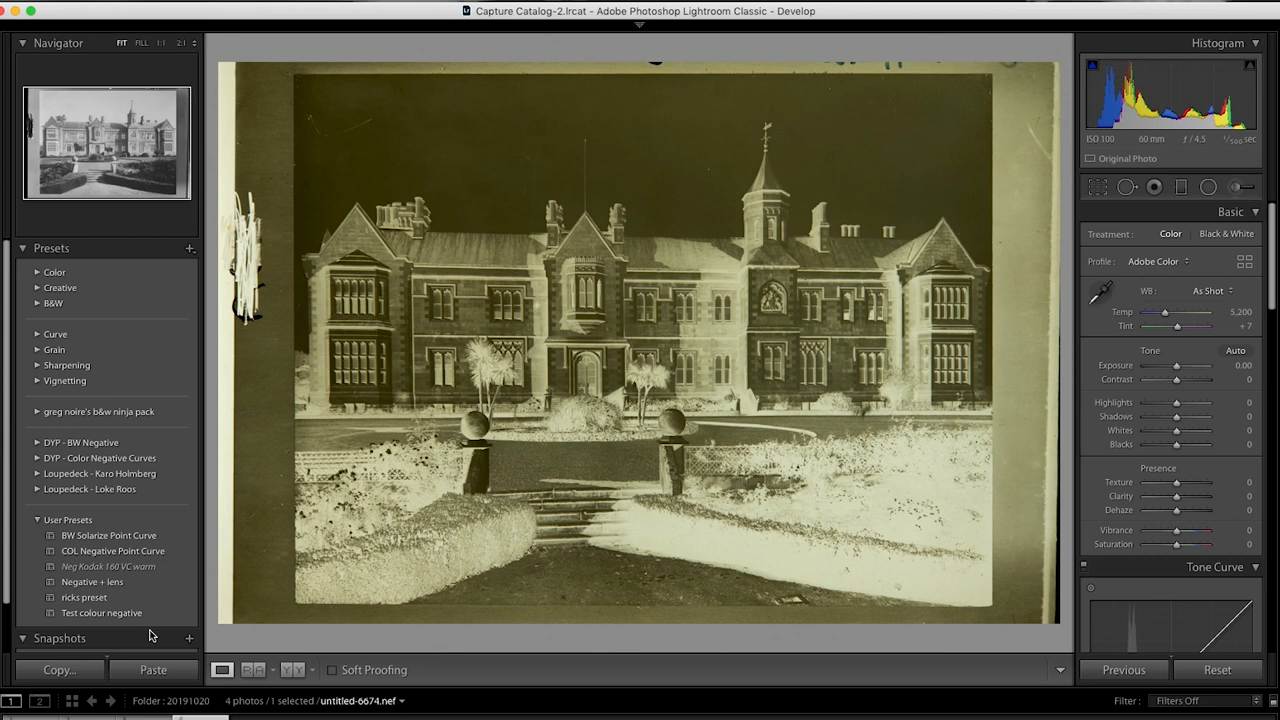 Lr Capture Catalog-2.lrcat - Adobe Photoshop Lightroom Classic - Develop
Navigator FIT FILL 1:1 2:1
Presets +
Color
Creative
B&W
Curve
Grain
Sharpening
Vignetting
greg noire's b&w ninja pack
DYP - BW Negative
DYP - Color Negative Curves
Loupedeck - Karo Holmberg
Loupedeck - Loke Roos
User Presets
BW Solarize Point Curve
COL Negative Point Curve
Neg Kodak 160 VC warm
Negative + lens
ricks preset
Test colour negative
Snapshots +
Copy... Paste
R A Y Y Soft Proofing
Histogram
ISO 100 60 mm ƒ / 4.5 1/500 sec
Original Photo
Basic
Treatment : Color Black & White
Profile : Adobe Color
WB : As Shot
Temp 5,200
Tint + 7
Tone Auto
Exposure 0.00
Contrast 0
Highlights 0
Shadows 0
Whites 0
Blacks 0
Presence
Texture 0
Clarity 0
Dehaze 0
Vibrance 0
Saturation 0
Tone Curve
Previous Reset
1 2 Folder : 20191020 4 photos / 1 selected / untitled-6674.nef Filter : Filters Off